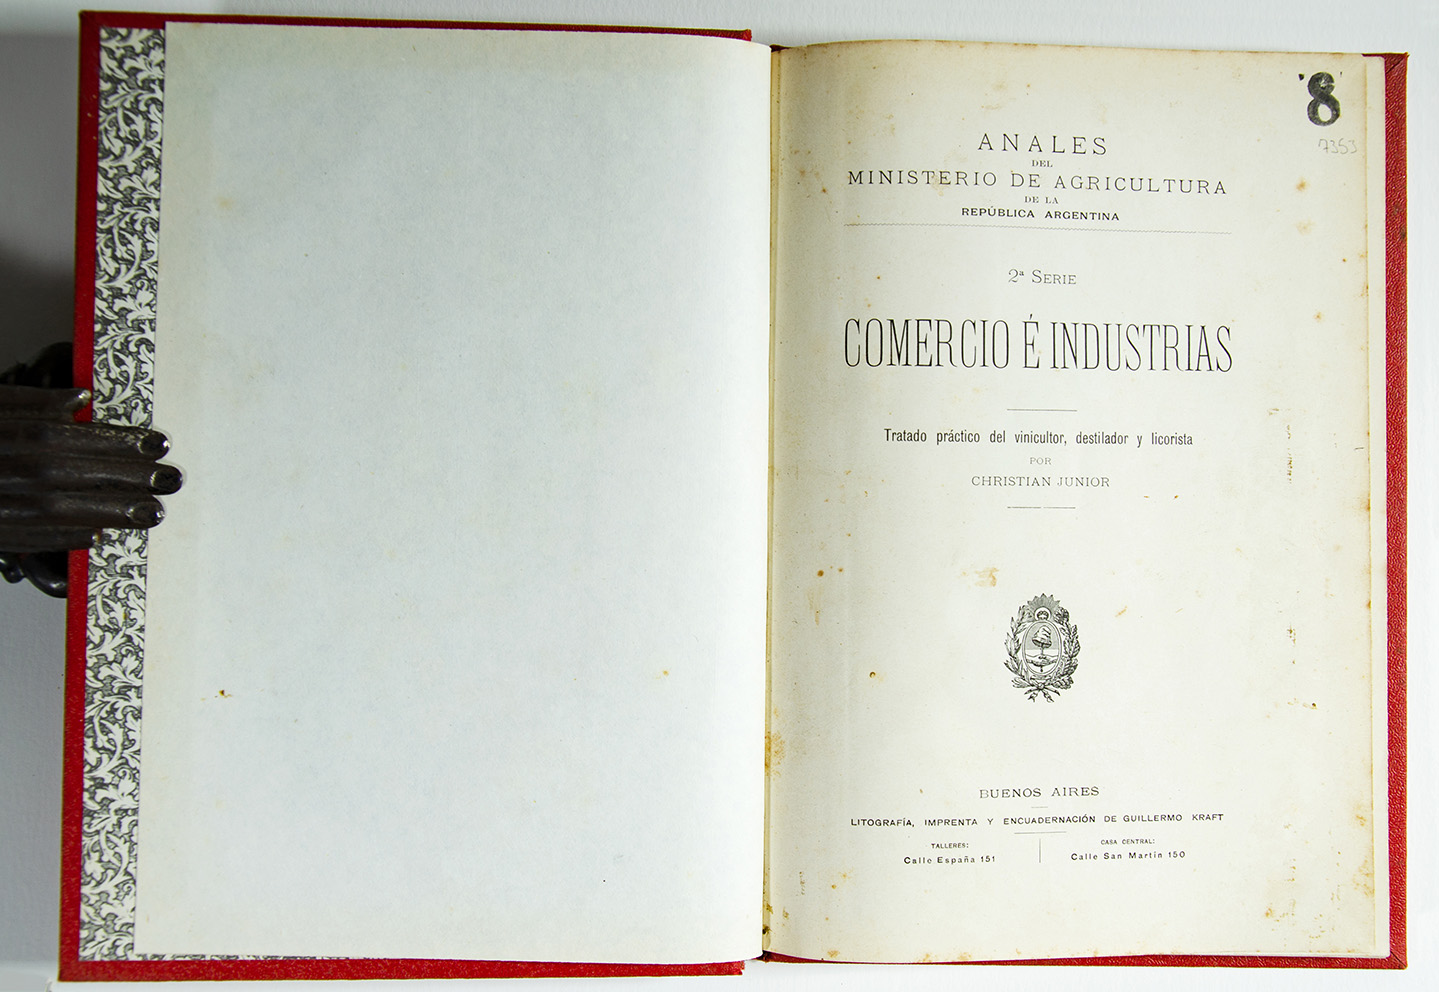 '8
7353
ANALES
DEL
MINISTERIO DE AGRICULTURA
DE LA
REPÚBLICA ARGENTINA
2ª SERIE
COMERCIO É INDUSTRIAS
Tratado práctico del vinicultor, destilador y licorista
POR
CHRISTIAN JUNIOR
BUENOS AIRES
LITOGRAFÍA, IMPRENTA Y ENCUADERNACIÓN DE GUILLERMO KRAFT
TALLERES:
Calle España 151
CASA CENTRAL:
Calle San Martín 150